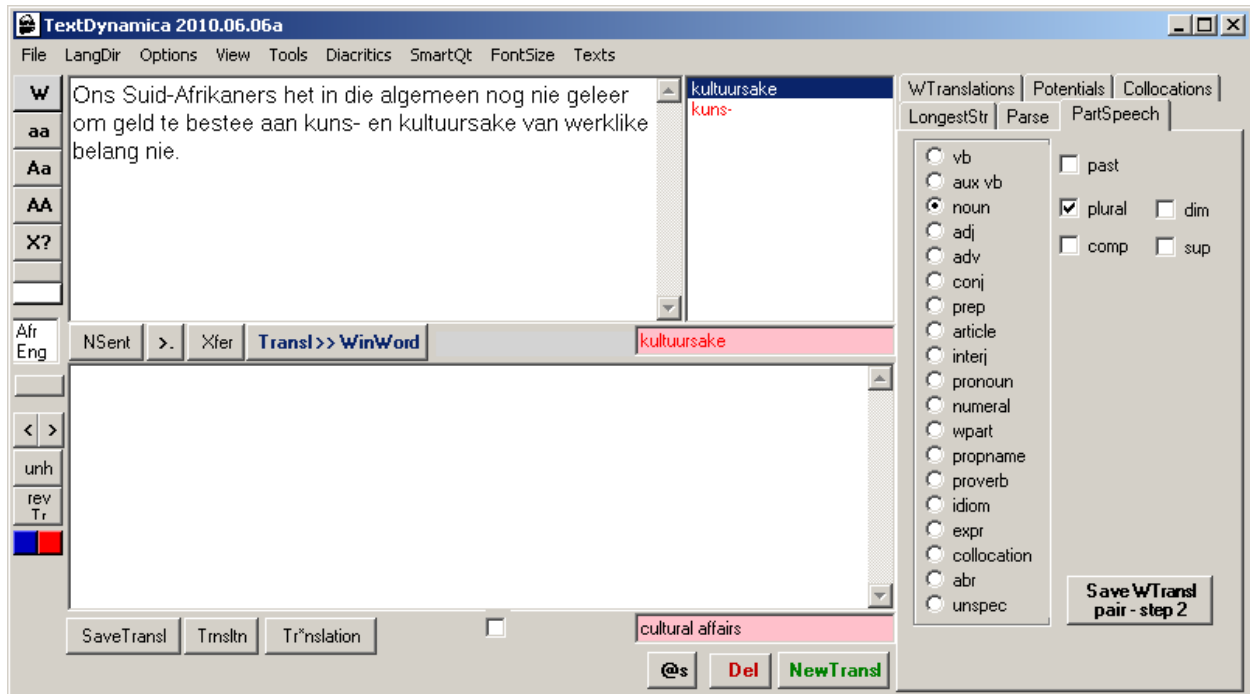 TextDynamica 2010.06.06a
File LangDir Options View Tools Diacritics SmartQt FontSize Texts
W
aa
Aa
AA
X?
Afr
Eng
< >
unh
rev
Tr
Ons Suid-Afrikaners het in die algemeen nog nie geleer
om geld te bestee aan kuns- en kultuursake van werklike
belang nie.
kultuursake
kuns-
NSent >. Xfer Transl>>WinWord kultuursake
SaveTransl Trnsltn Tr*nslation cultural affairs
@s Del NewTransl
WTranslations Potentials Collocations
LongestStr Parse PartSpeech
vb
aux vb
noun
adj
adv
conj
prep
article
interj
pronoun
numeral
wpart
propname
proverb
idiom
expr
collocation
abr
unspec
past
plural dim
comp sup
Save WTransl
pair - step 2